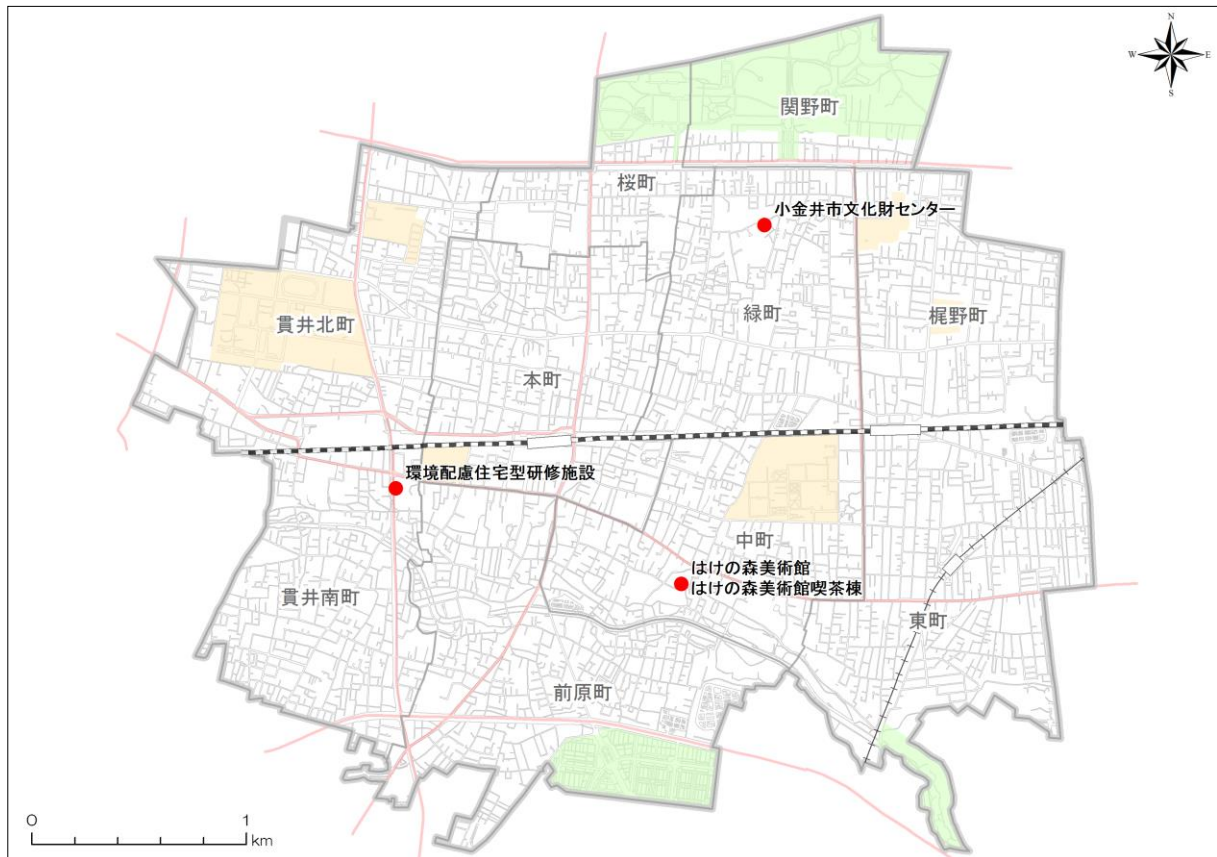 N
W
E
S
関野町
桜町
小金井市文化財センター
緑町
梶野町
貫井北町
本町
環境配慮住宅型研修施設
中町
はけの森美術館
はけの森美術館喫茶棟
貫井南町
東町
前原町
0 1
km